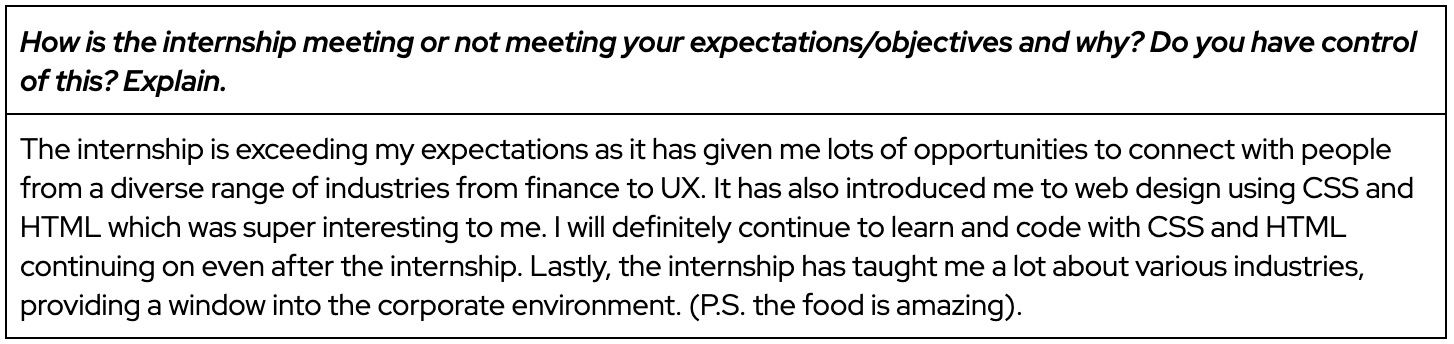 How is the internship meeting or not meeting your expectations/objectives and why? Do you have control
of this? Explain.
The internship is exceeding my expectations as it has given me lots of opportunities to connect with people
from a diverse range of industries from finance to UX. It has also introduced me to web design using CSS and
HTML which was super interesting to me. I will definitely continue to learn and code with CSS and HTML
continuing on even after the internship. Lastly, the internship has taught me a lot about various industries,
providing a window into the corporate environment. (P.S. the food is amazing).